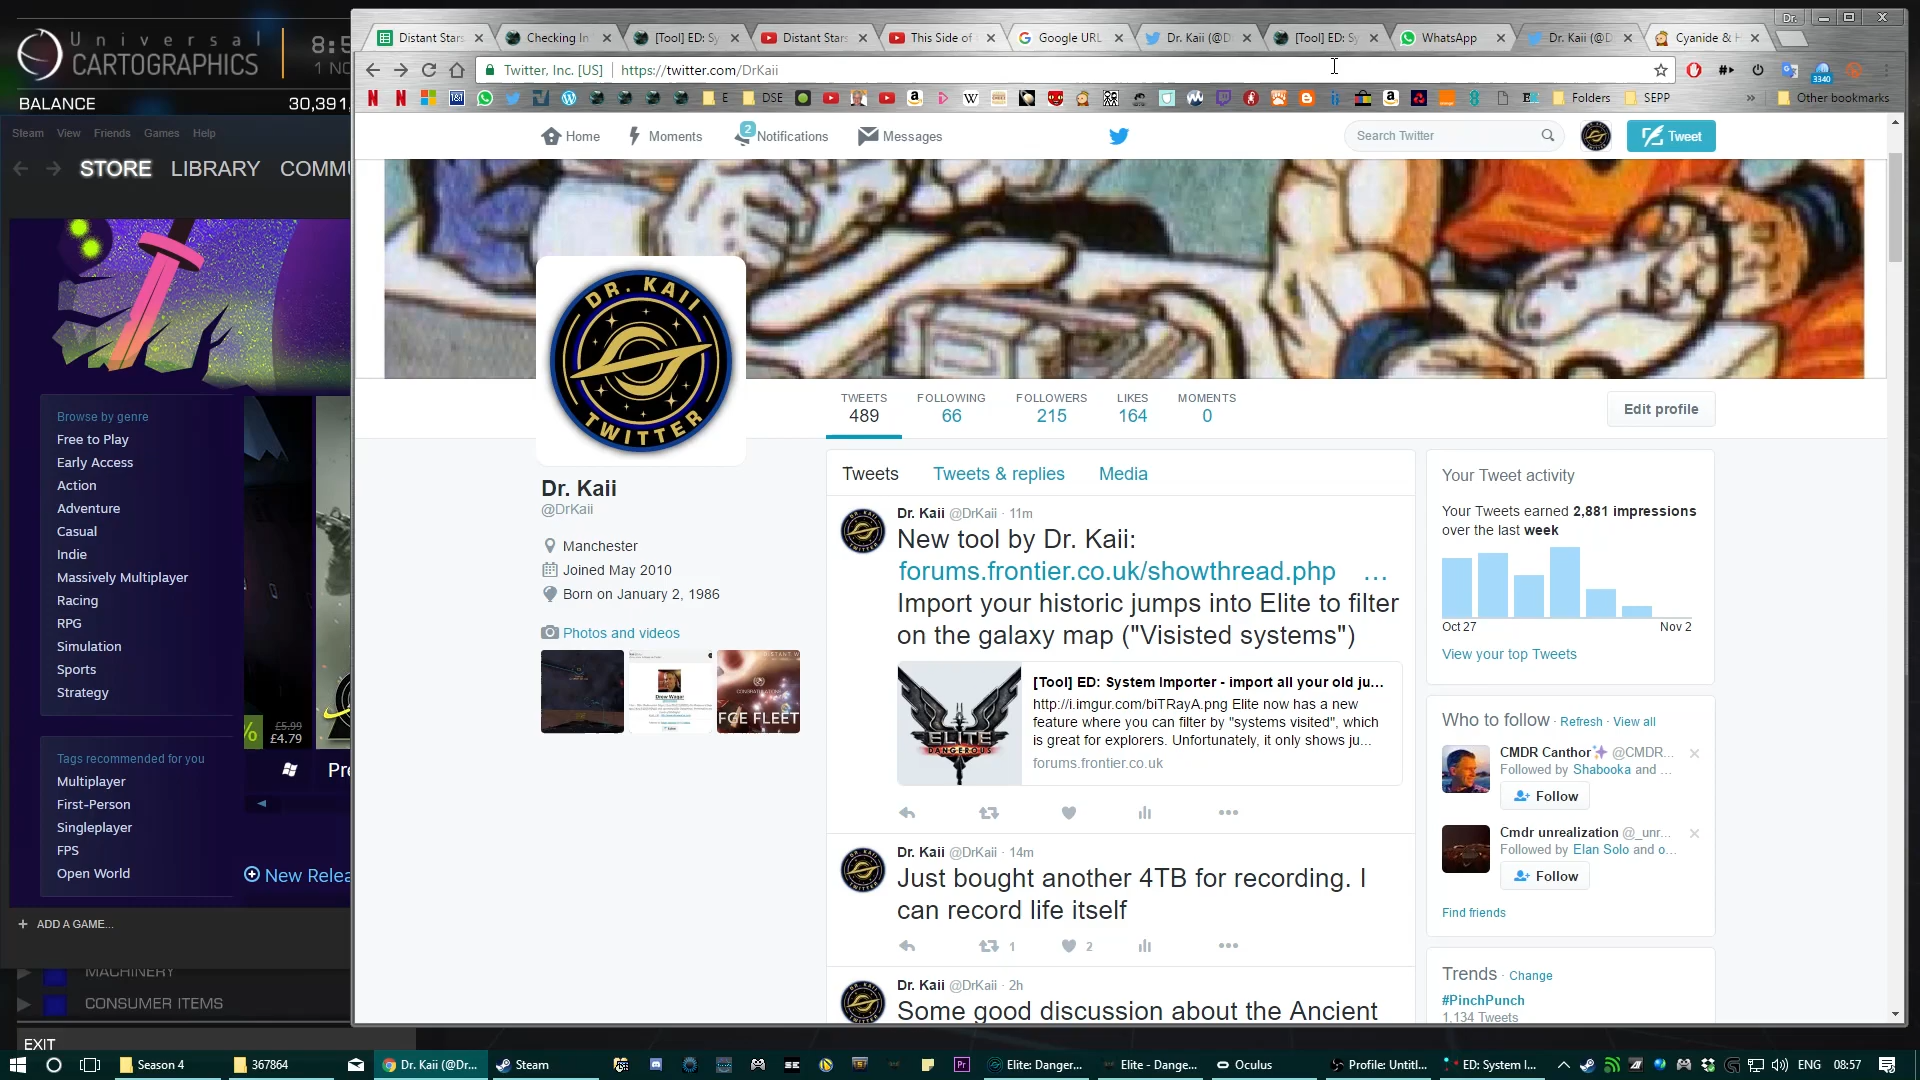 Universal
CARTOGRAPHICS
8:5
1 NO
BALANCE
30,391,
Steam View Friends Games Help
STORE LIBRARY COMMU
Browse by genre
Free to Play
Early Access
Action
Adventure
Casual
Indie
Massively Multiplayer
Racing
RPG
Simulation
Sports
Strategy
Tags recommended for you
Multiplayer
First-Person
Singleplayer
FPS
Open World
%
£5.99
£4.79
Pre
New Relea
+ ADD A GAME...
MACHINERY
CONSUMER ITEMS
EXIT
Dr.
Distant Stars
Checking In
[Tool] ED: Sy
Distant Stars
This Side of
Google URL
Dr. Kaii (@D
[Tool] ED: Sy
WhatsApp
Dr. Kaii (@D
Cyanide & H
Twitter, Inc. [US] https://twitter.com/DrKaii
3340
E DSE Folders SEPP » Other bookmarks
Home Moments 2 Notifications Messages
Search Twitter
Tweet
DR. KAII
TWITTER
TWEETS FOLLOWING FOLLOWERS LIKES MOMENTS
489 66 215 164 0
Edit profile
Dr. Kaii
@DrKaii
Manchester
Joined May 2010
Born on January 2, 1986
Photos and videos
FGE FLEET
Tweets Tweets & replies Media
Dr. Kaii @DrKaii · 11m
New tool by Dr. Kaii:
forums.frontier.co.uk/showthread.php …
Import your historic jumps into Elite to filter
on the galaxy map ("Visisted systems")
ELITE
DANGEROUS
[Tool] ED: System Importer - import all your old ju...
http://i.imgur.com/biTRayA.png Elite now has a new
feature where you can filter by "systems visited", which
is great for explorers. Unfortunately, it only shows ju...
forums.frontier.co.uk
Dr. Kaii @DrKaii · 14m
Just bought another 4TB for recording. I
can record life itself
1 2
Dr. Kaii @DrKaii · 2h
Some good discussion about the Ancient
Your Tweet activity
Your Tweets earned 2,881 impressions
over the last week
Oct 27 Nov 2
View your top Tweets
Who to follow · Refresh · View all
CMDR Canthor @CMDR...
Followed by Shabooka and ...
Follow
Cmdr unrealization @_unr...
Followed by Elan Solo and o...
Follow
Find friends
Trends · Change
#PinchPunch
1,134 Tweets
Season 4
367864
Dr. Kaii (@Dr...
Steam
Elite: Danger...
Elite - Dange...
Oculus
Profile: Untitl...
ED: System I...
ENG 08:57